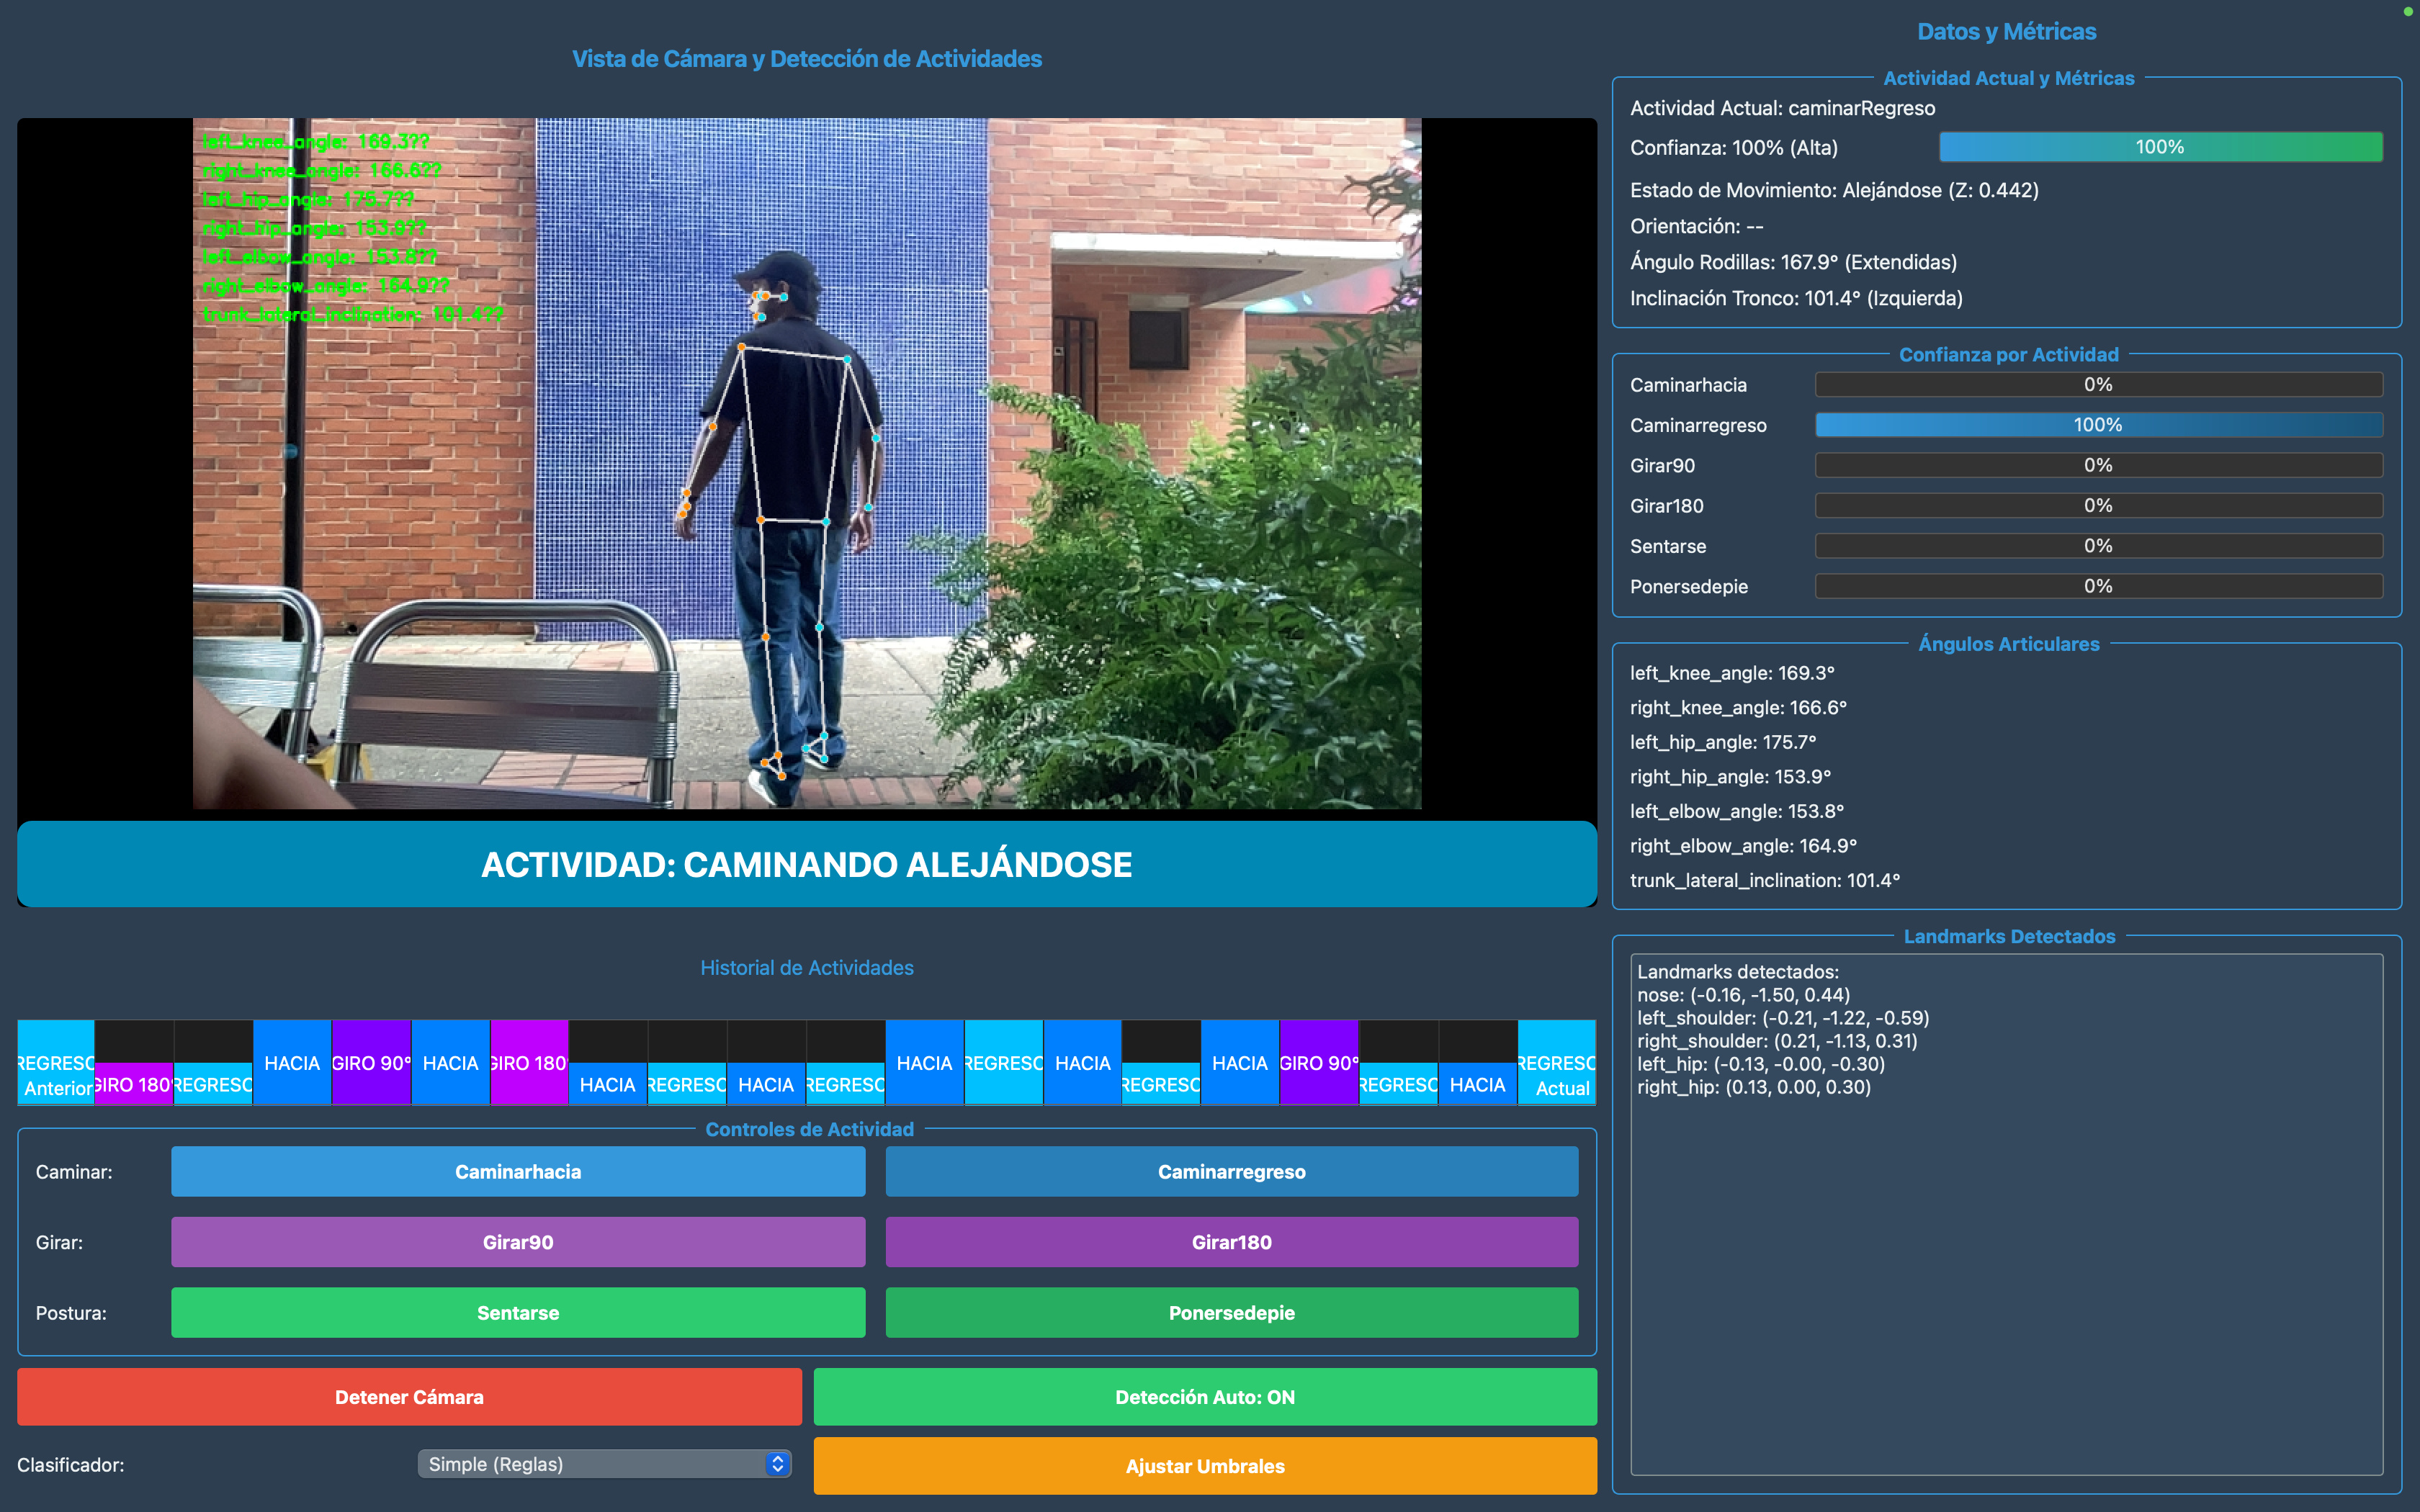 Vista de Cámara y Detección de Actividades
left_knee_angle: 169.3??
right_knee_angle: 166.6??
left_hip_angle: 175.7??
right_hip_angle: 153.9??
left_elbow_angle: 153.8??
right_elbow_angle: 164.9??
trunk_lateral_inclination: 101.4??
ACTIVIDAD: CAMINANDO ALEJÁNDOSE
Historial de Actividades
REGRESO
Anterior
GIRO 180°
REGRESO
HACIA
GIRO 90°
HACIA
GIRO 180°
HACIA
REGRESO
HACIA
REGRESO
HACIA
REGRESO
HACIA
REGRESO
HACIA
GIRO 90°
REGRESO
HACIA
REGRESO
Actual
Controles de Actividad
Caminar:
Caminarhacia
Caminarregreso
Girar:
Girar90
Girar180
Postura:
Sentarse
Ponersedepie
Detener Cámara
Detección Auto: ON
Clasificador:
Simple (Reglas)
Ajustar Umbrales
Datos y Métricas
Actividad Actual y Métricas
Actividad Actual: caminarRegreso
Confianza: 100% (Alta)
100%
Estado de Movimiento: Alejándose (Z: 0.442)
Orientación: --
Ángulo Rodillas: 167.9° (Extendidas)
Inclinación Tronco: 101.4° (Izquierda)
Confianza por Actividad
Caminarhacia
0%
Caminarregreso
100%
Girar90
0%
Girar180
0%
Sentarse
0%
Ponersedepie
0%
Ángulos Articulares
left_knee_angle: 169.3°
right_knee_angle: 166.6°
left_hip_angle: 175.7°
right_hip_angle: 153.9°
left_elbow_angle: 153.8°
right_elbow_angle: 164.9°
trunk_lateral_inclination: 101.4°
Landmarks Detectados
Landmarks detectados:
nose: (-0.16, -1.50, 0.44)
left_shoulder: (-0.21, -1.22, -0.59)
right_shoulder: (0.21, -1.13, 0.31)
left_hip: (-0.13, -0.00, -0.30)
right_hip: (0.13, 0.00, 0.30)